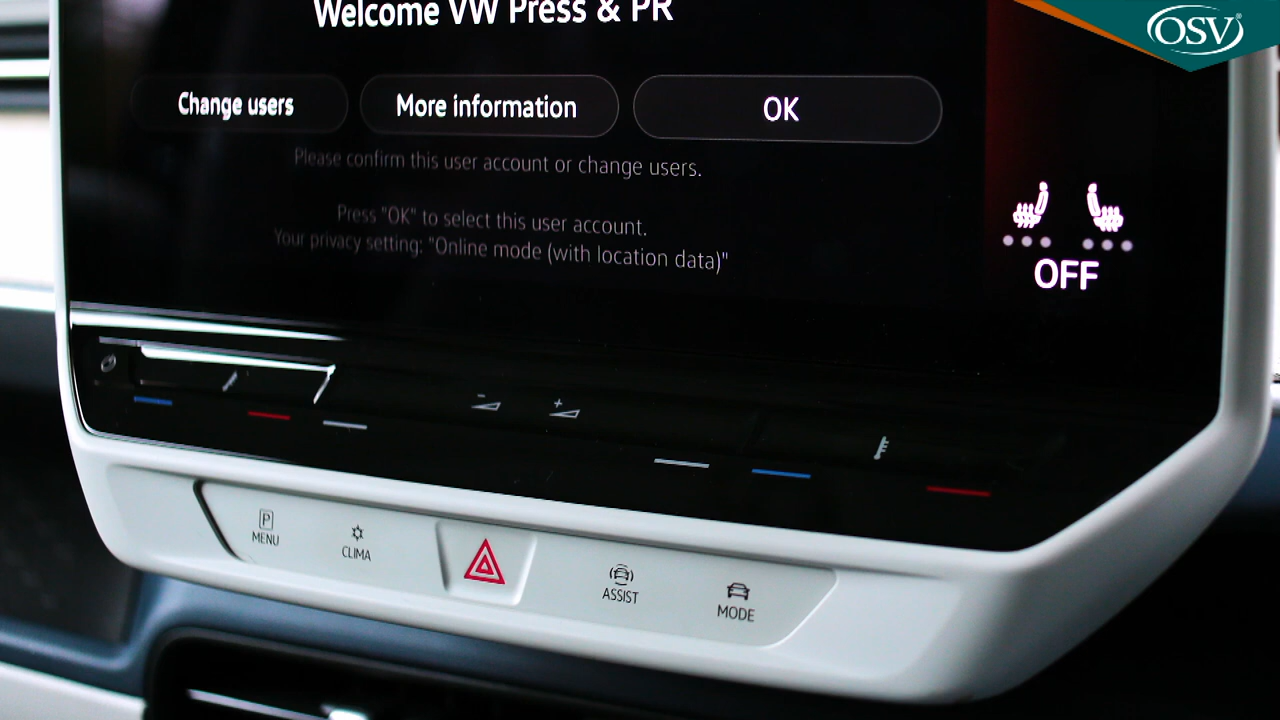 Welcome VW Press & PR
OSV
Change users
More information
OK
Please confirm this user account or change users.
Press "OK" to select this user account.
Your privacy setting: "Online mode (with location data)"
OFF
P
MENU
CLIMA
ASSIST
MODE